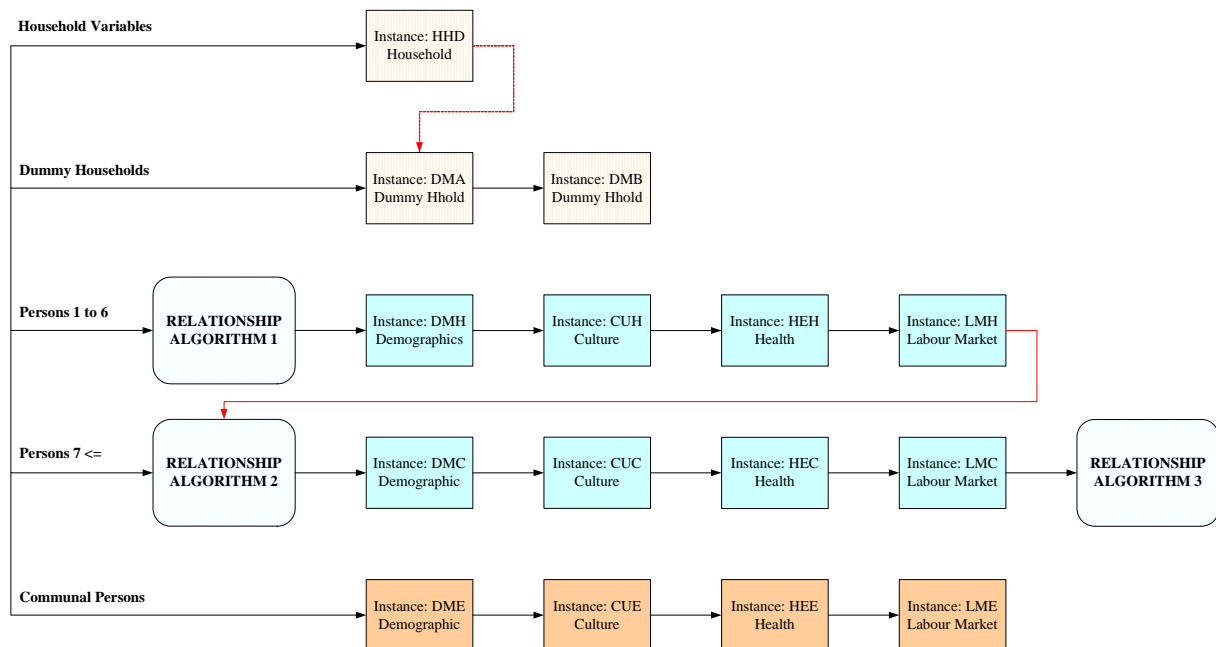 Household Variables
Instance: HHD
Household
Dummy Households
Instance: DMA
Dummy Hhold
Instance: DMB
Dummy Hhold
Persons 1 to 6
RELATIONSHIP
ALGORITHM 1
Instance: DMH
Demographics
Instance: CUH
Culture
Instance: HEH
Health
Instance: LMH
Labour Market
Persons 7 <=
RELATIONSHIP
ALGORITHM 2
Instance: DMC
Demographic
Instance: CUC
Culture
Instance: HEC
Health
Instance: LMC
Labour Market
RELATIONSHIP
ALGORITHM 3
Communal Persons
Instance: DME
Demographic
Instance: CUE
Culture
Instance: HEE
Health
Instance: LME
Labour Market